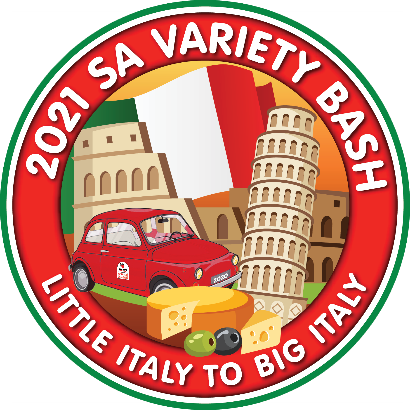 2021 SA VARIETY BASH
LITTLE ITALY TO BIG ITALY